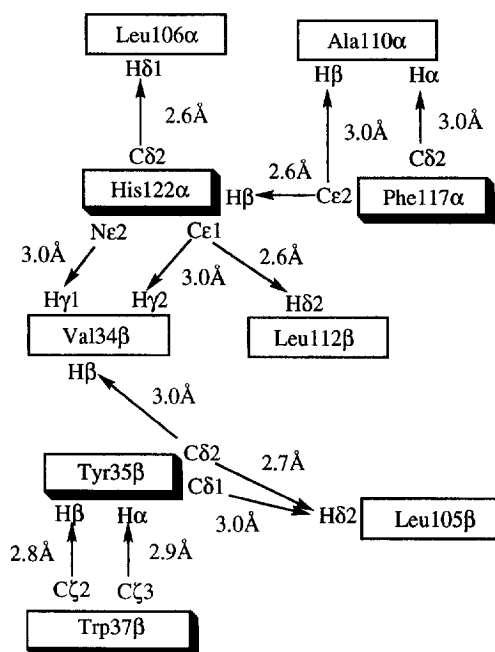 Leu106α Ala110α
Hδ1 Hβ Hα
2.6Å 3.0Å 3.0Å
Cδ2 Cδ2
2.6Å
His122α Hβ Cε2 Phe117α
Nε2 Cε1
3.0Å 3.0Å 2.6Å
Hγ1 Hγ2 Hδ2
Val34β Leu112β
Hβ
3.0Å
Cδ2 2.7Å
Tyr35β Cδ1
Hβ Hα 3.0Å Hδ2 Leu105β
2.8Å 2.9Å
Cζ2 Cζ3
Trp37β